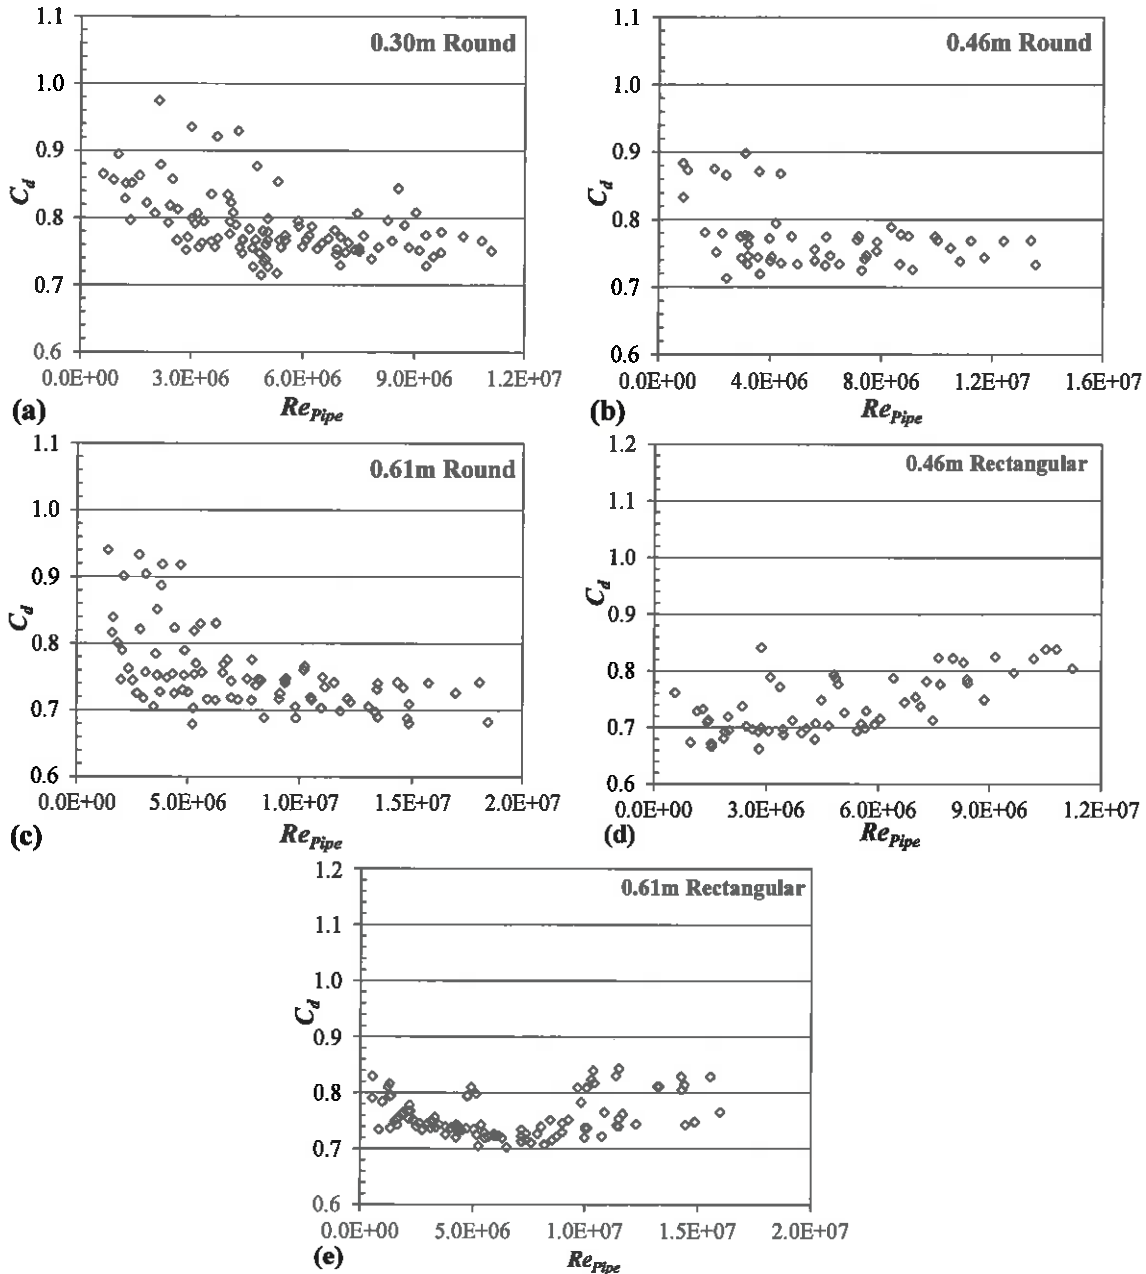 1.1
0.30m Round
1.0
0.9
C_d
0.8
0.7
0.6
0.0E+00 3.0E+06 6.0E+06 9.0E+06 1.2E+07
(a) Re_Pipe
1.1
0.46m Round
1.0
0.9
C_d
0.8
0.7
0.6
0.0E+00 4.0E+06 8.0E+06 1.2E+07 1.6E+07
(b) Re_Pipe
1.1
0.61m Round
1.0
0.9
C_d
0.8
0.7
0.6
0.0E+00 5.0E+06 1.0E+07 1.5E+07 2.0E+07
(c) Re_Pipe
1.2
0.46m Rectangular
1.1
1.0
C_d
0.9
0.8
0.7
0.6
0.0E+00 3.0E+06 6.0E+06 9.0E+06 1.2E+07
(d) Re_Pipe
1.2
0.61m Rectangular
1.1
1.0
C_d
0.9
0.8
0.7
0.6
0.0E+00 5.0E+06 1.0E+07 1.5E+07 2.0E+07
(e) Re_Pipe